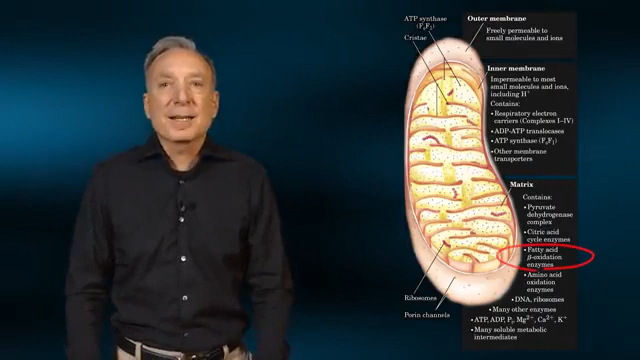 ATP synthase
(FoF1)
Cristae
Ribosomes
Porin channels
Outer membrane
Freely permeable to
small molecules and ions
Inner membrane
Impermeable to most
small molecules and ions,
including H+
Contains:
• Respiratory electron
carriers (Complexes I–IV)
• ADP-ATP translocases
• ATP synthase (FoF1)
• Other membrane
transporters
Matrix
Contains:
• Pyruvate
dehydrogenase
complex
• Citric acid
cycle enzymes
• Fatty acid
β-oxidation
enzymes
• Amino acid
oxidation
enzymes
• DNA, ribosomes
• Many other enzymes
• ATP, ADP, Pi, Mg2+, Ca2+, K+
• Many soluble metabolic
intermediates